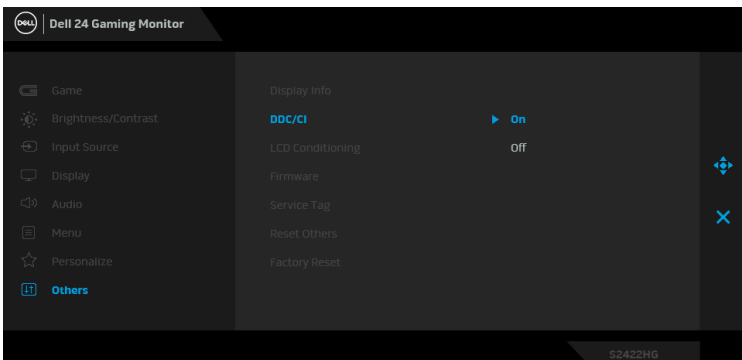 DELL Dell 24 Gaming Monitor
Game
Brightness/Contrast
Input Source
Display
Audio
Menu
Personalize
Others
Display Info
DDC/CI On
LCD Conditioning Off
Firmware
Service Tag
Reset Others
Factory Reset
S2422HG